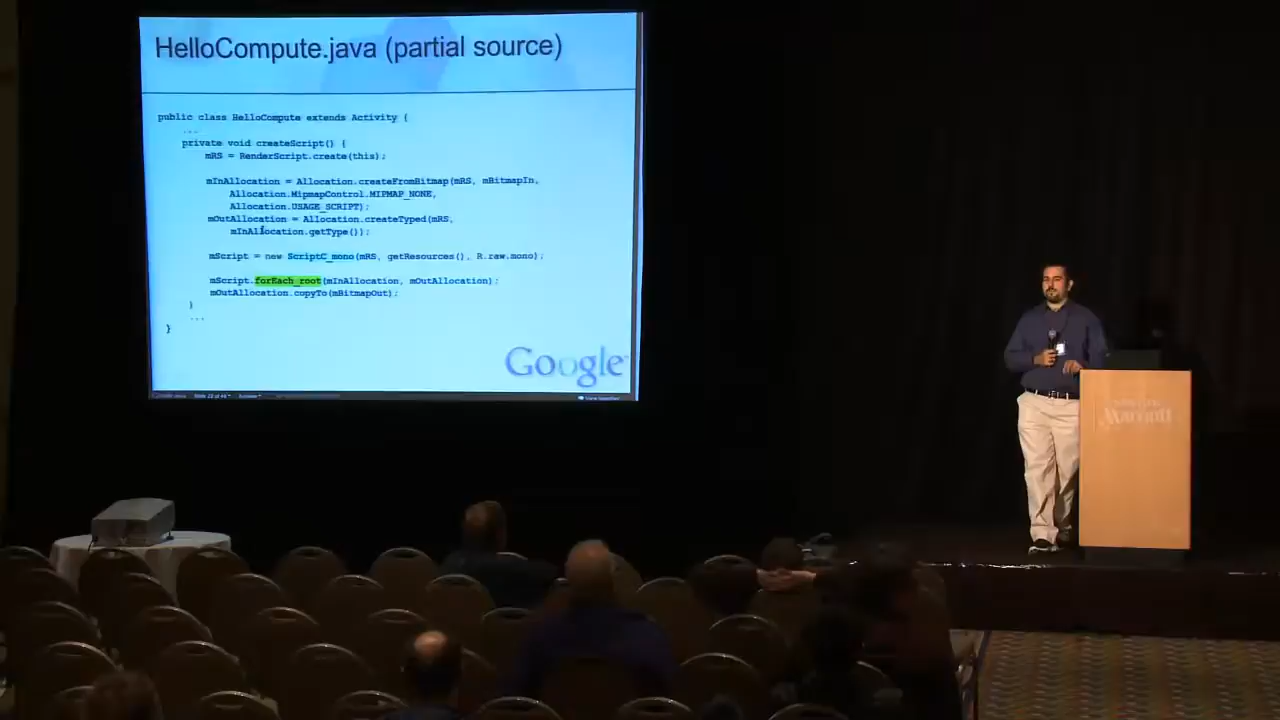 HelloCompute.java (partial source)
public class HelloCompute extends Activity {
...
private void createScript() {
mRS = RenderScript.create(this);
mInAllocation = Allocation.createFromBitmap(mRS, mBitmapIn,
Allocation.MipmapControl.MIPMAP_NONE,
Allocation.USAGE_SCRIPT);
mOutAllocation = Allocation.createTyped(mRS,
mInAllocation.getType());
mScript = new ScriptC_mono(mRS, getResources(), R.raw.mono);
mScript.forEach_root(mInAllocation, mOutAllocation);
mOutAllocation.copyTo(mBitmapOut);
}
...
}
Google
Marriott